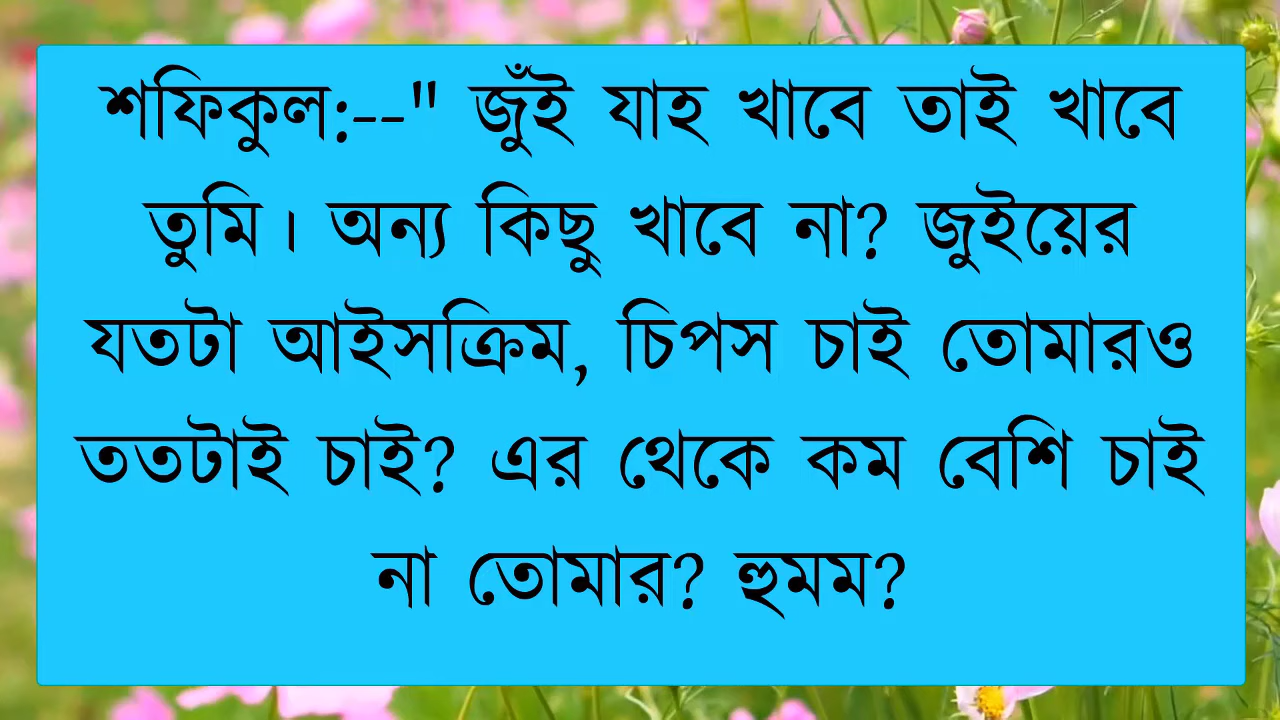 শফিকুল:--" জুঁই যাহ খাবে তাই খাবে
তুমি। অন্য কিছু খাবে না? জুইয়ের
যতটা আইসক্রিম, চিপস চাই তোমারও
ততটাই চাই? এর থেকে কম বেশি চাই
না তোমার? হুমম?